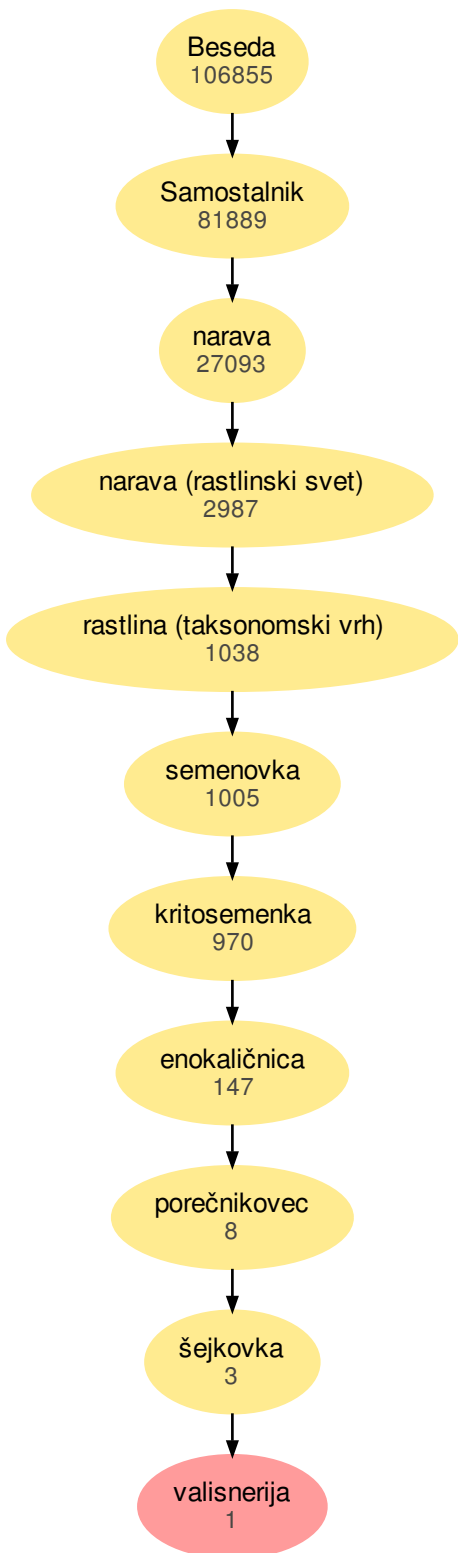 Beseda
106855
Samostalnik
81889
narava
27093
narava (rastlinski svet)
2987
rastlina (taksonomski vrh)
1038
semenovka
1005
kritosemenka
970
enokaličnica
147
porečnikovec
8
šejkovka
3
valisnerija
1